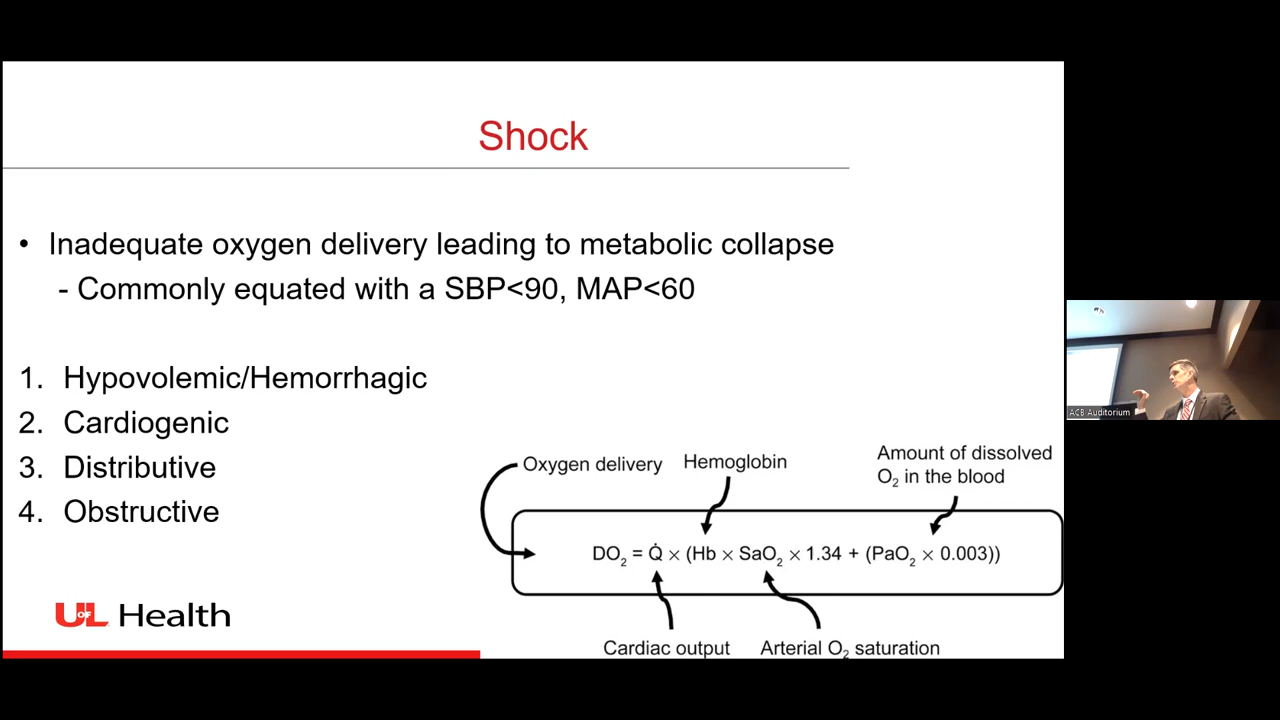 Shock
• Inadequate oxygen delivery leading to metabolic collapse
- Commonly equated with a SBP<90, MAP<60
1. Hypovolemic/Hemorrhagic
2. Cardiogenic
3. Distributive
4. Obstructive
Oxygen delivery
Hemoglobin
Amount of dissolved
O₂ in the blood
DO₂ = Q̇ × (Hb × SaO₂ × 1.34 + (PaO₂ × 0.003))
Cardiac output
Arterial O₂ saturation
UOFL Health
ACB Auditorium